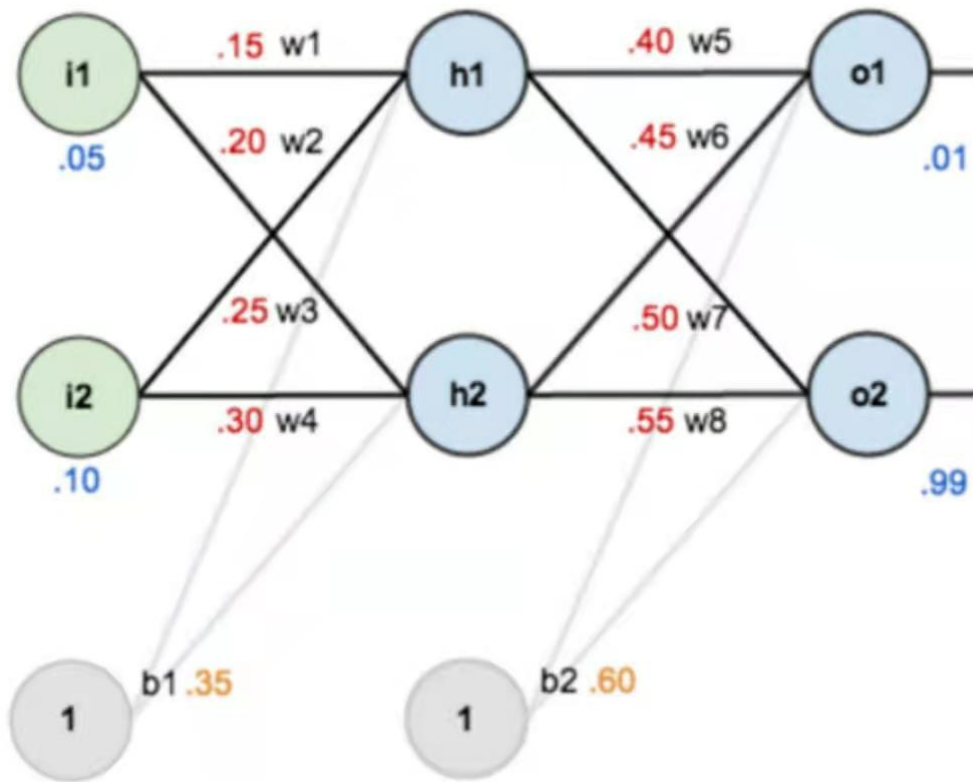 .15 w1
.40 w5
i1
h1
o1
.20 w2
.45 w6
.05
.01
.25 w3
.50 w7
i2
h2
o2
.30 w4
.55 w8
.10
.99
b1 .35
b2 .60
1
1